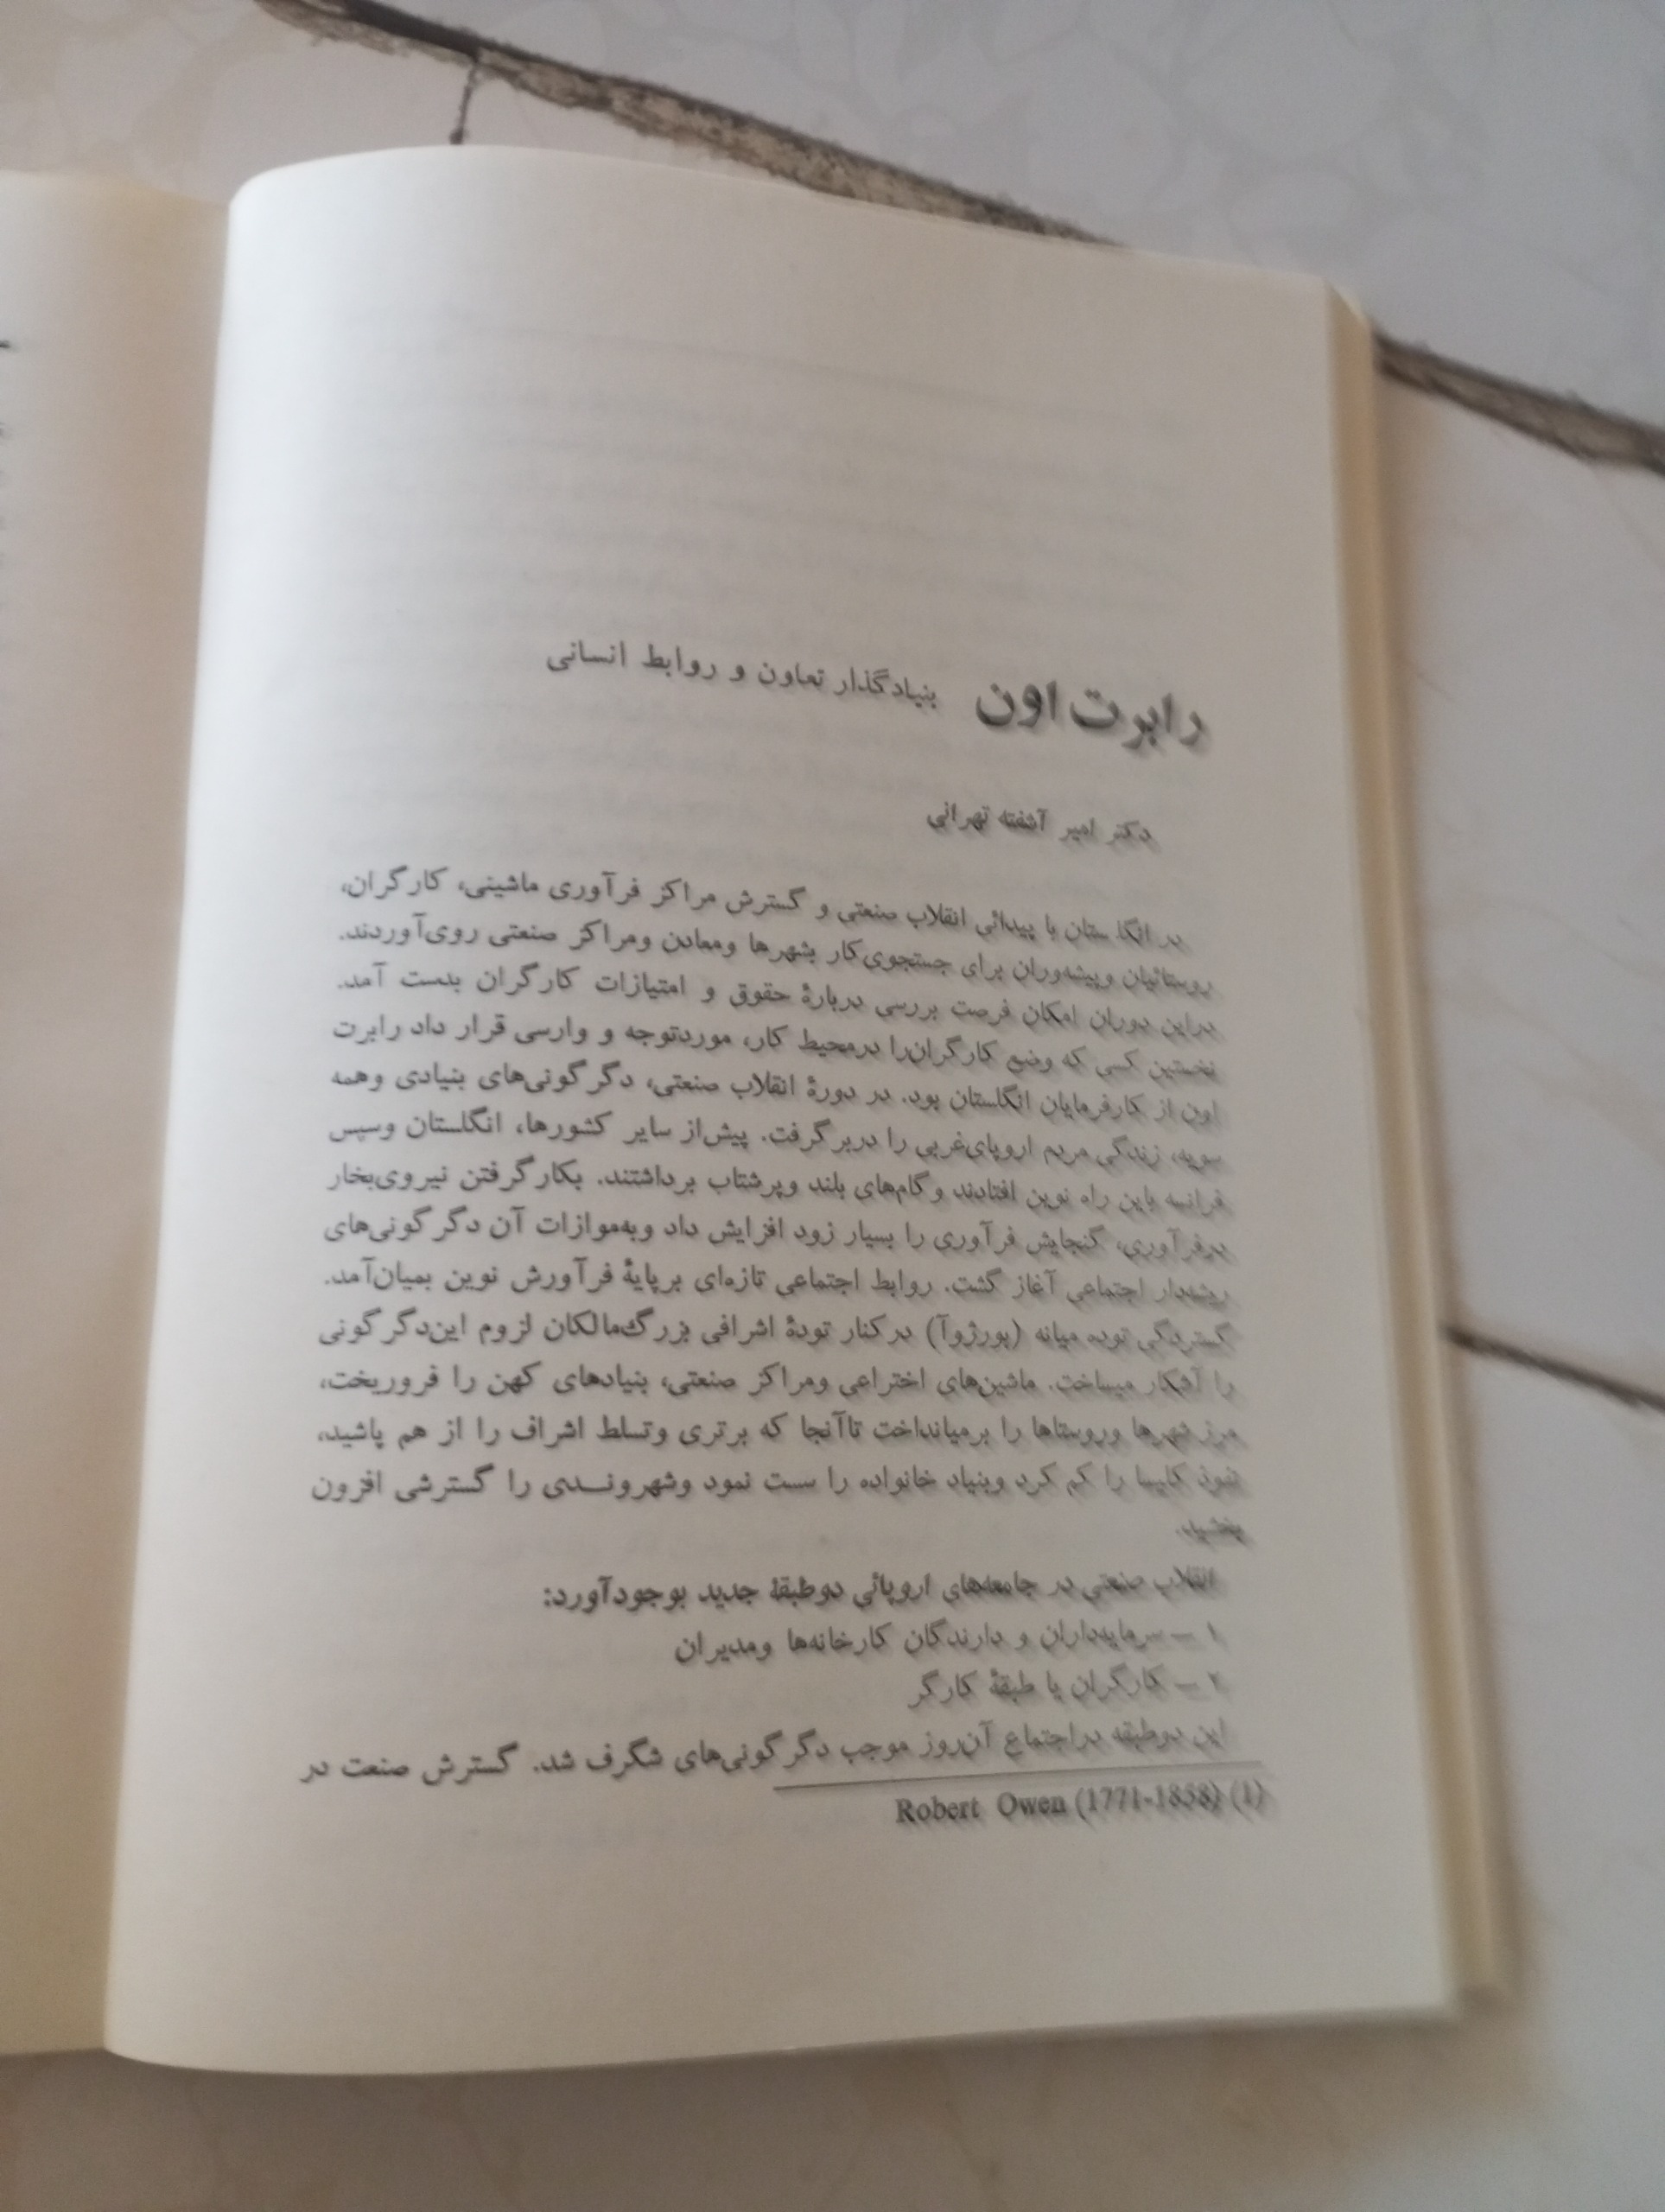 رابرت اون بنیادگذار تعاون و روابط انسانی
دکتر امیر آشفته تهرانی
در انگلستان با پیدائی انقلاب صنعتی و گسترش مراکز فرآوری ماشینی، کارگران،
روستائیان وپیشه‌وران برای جستجوی‌کار بشهرها ومعادن ومراکز صنعتی روی‌آوردند.
دراین دوران امکان فرصت بررسی دربارهٔ حقوق و امتیازات کارگران بدست آمد.
نخستین کسی که وضع کارگران‌را درمحیط کار، موردتوجه و وارسی قرار داد رابرت
اون از کارفرمایان انگلستان بود. در دورهٔ انقلاب صنعتی، دگرگونی‌های بنیادی وهمه
سویه، زندگی مردم اروپای‌غربی را دربرگرفت. پیش‌از سایر کشورها، انگلستان وسپس
فرانسه باین راه نوین افتادند وگام‌های بلند وپرشتاب برداشتند. بکارگرفتن نیروی‌بخار
درفرآوری، گنجایش فرآوری را بسیار زود افزایش داد وبه‌موازات آن دگرگونی‌های
ریشه‌دار اجتماعی آغاز گشت. روابط اجتماعی تازه‌ای برپایهٔ فرآورش نوین بمیان‌آمد.
گستردگی توده میانه (بورژوآ) درکنار تودهٔ اشرافی بزرگ‌مالکان لزوم این‌دگرگونی
را آشکار میساخت. ماشین‌های اختراعی ومراکز صنعتی، بنیادهای کهن را فروریخت،
مرز شهرها وروستاها را برمیانداخت تاآنجا که برتری وتسلط اشراف را از هم پاشید،
نفوذ کلیسا را کم کرد وبنیاد خانواده را سست نمود وشهرونـــدی را گسترشی افزون
بخشید.
انقلاب صنعتی در جامعه‌های اروپائی دوطبقهٔ جدید بوجودآورد:
۱ – سرمایه‌داران و دارندگان کارخانه‌ها ومدیران
۲ – کارگران یا طبقهٔ کارگر
این دوطبقه دراجتماع آن‌روز موجب دگرگونی‌های شگرف شد. گسترش صنعت در
(1) Robert Owen (1771-1858)